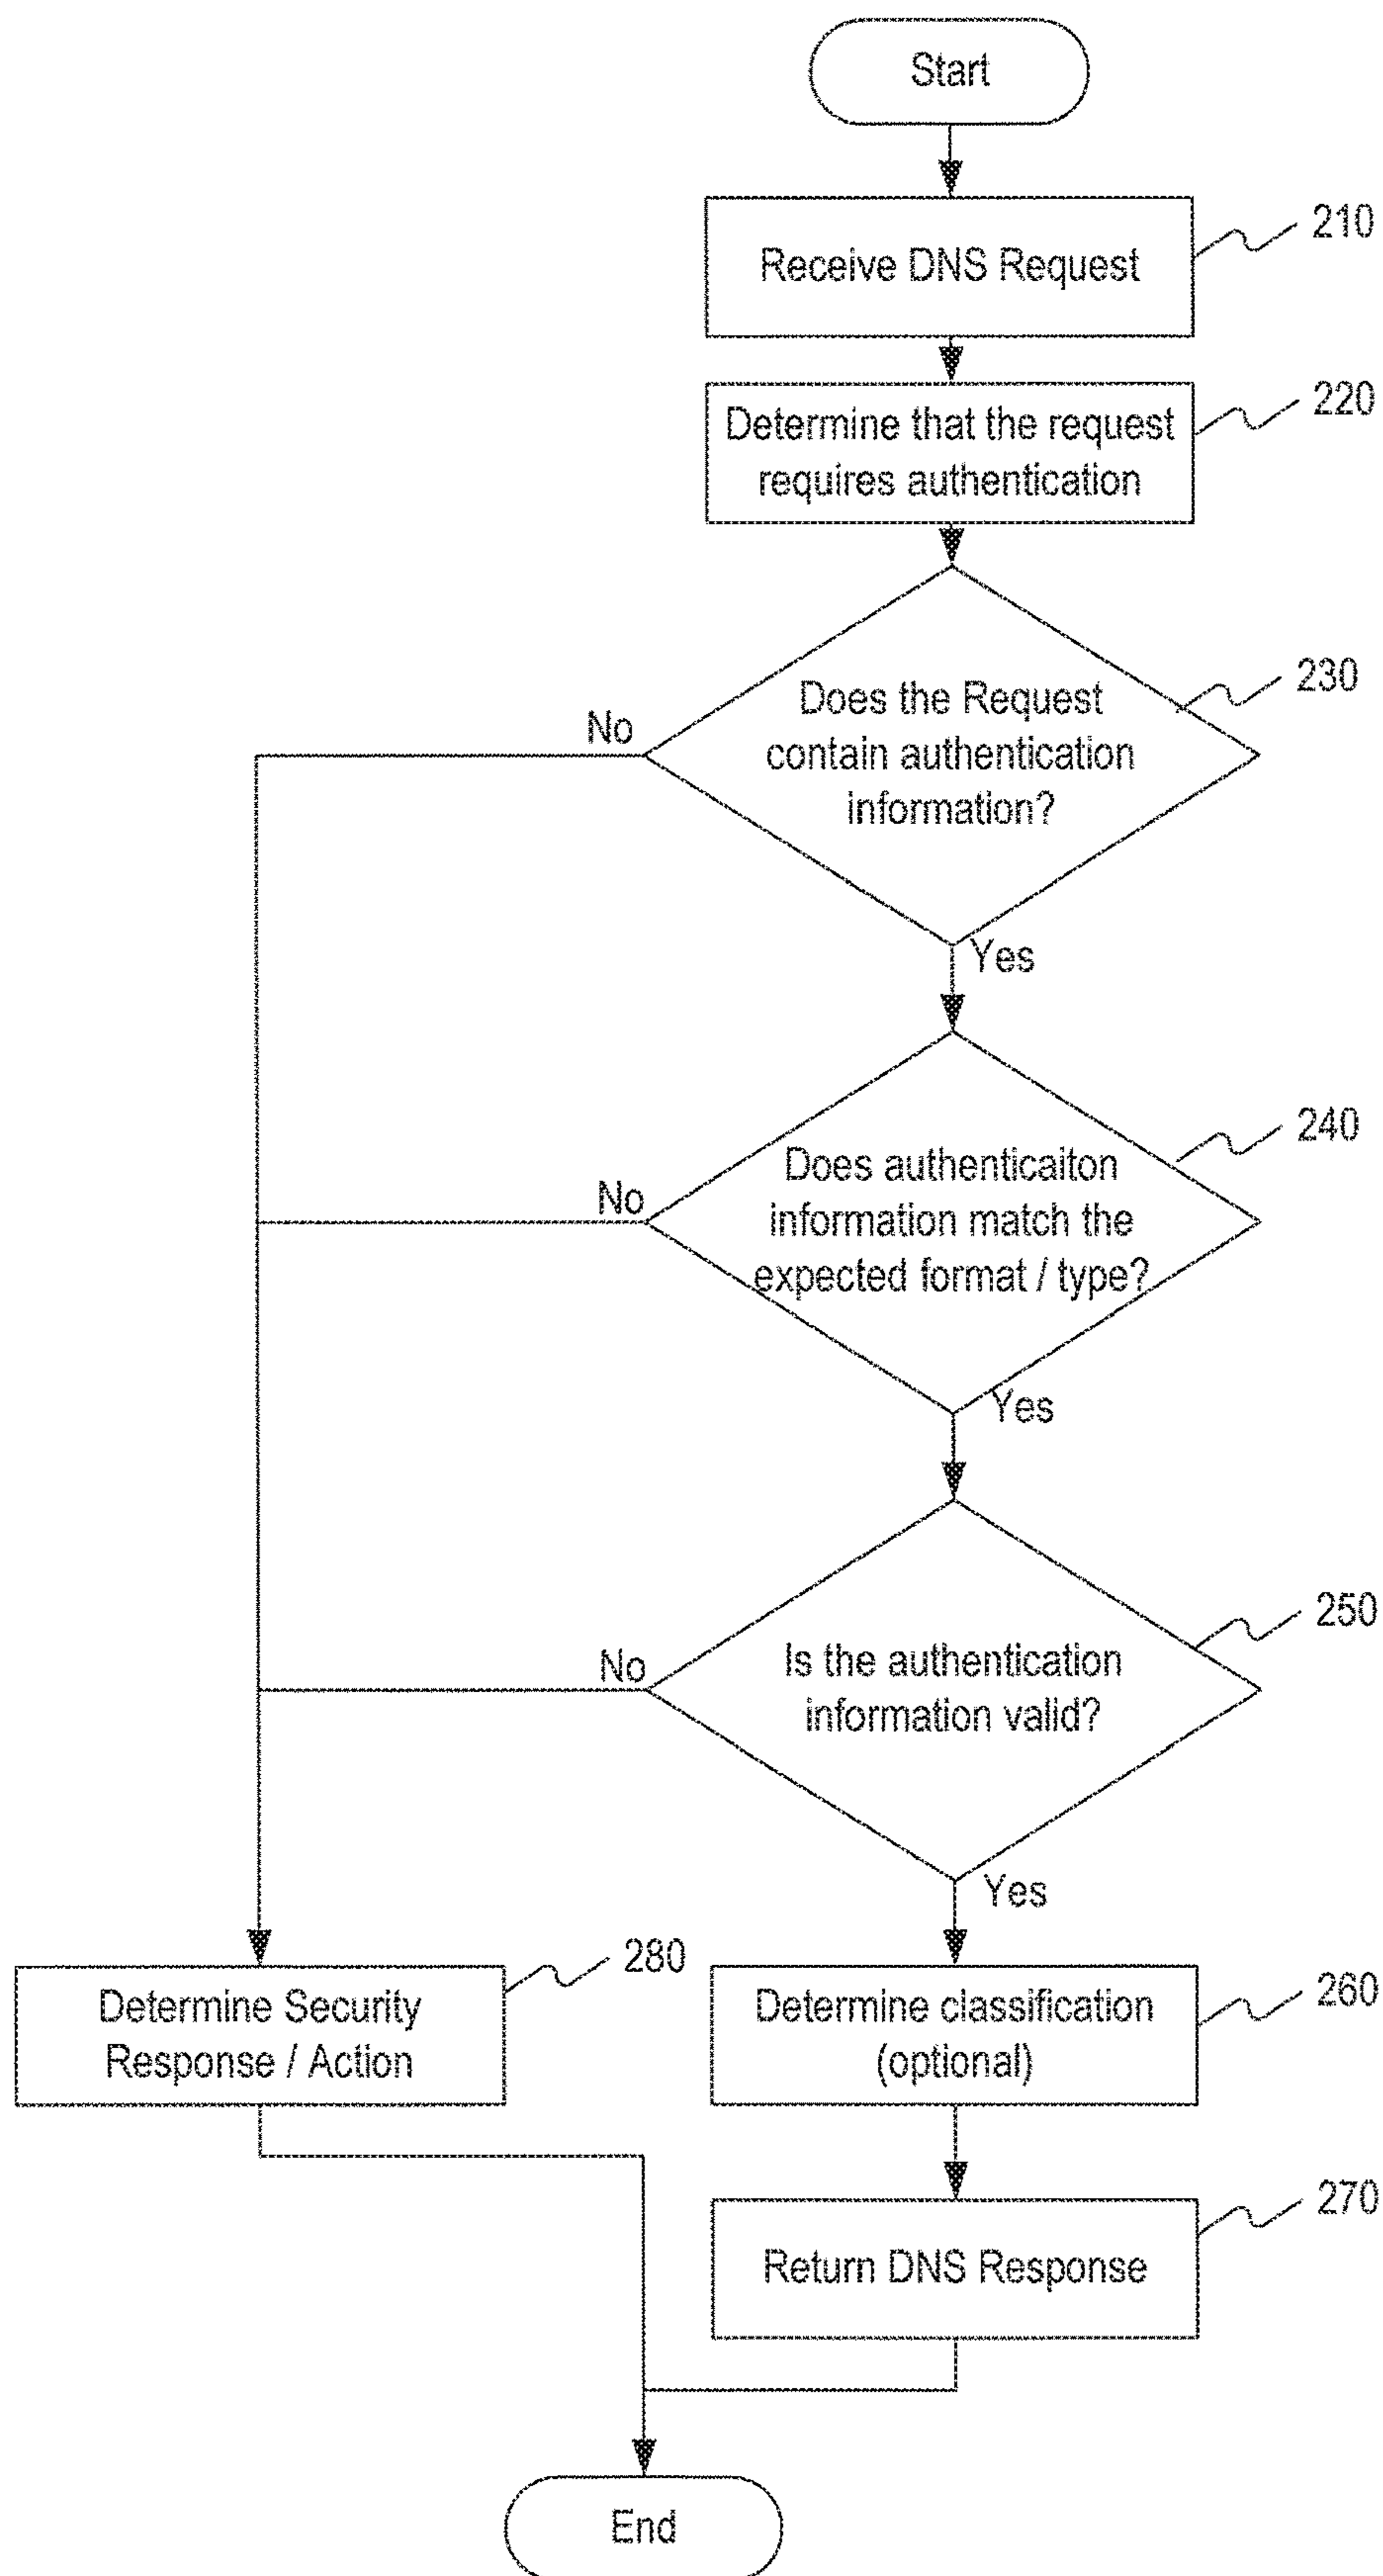 Start
Receive DNS Request
210
Determine that the request
requires authentication
220
Does the Request
contain authentication
information?
230
No
Yes
Does authenticaiton
information match the
expected format / type?
240
No
Yes
Is the authentication
information valid?
250
No
Yes
Determine Security
Response / Action
280
Determine classification
(optional)
260
Return DNS Response
270
End